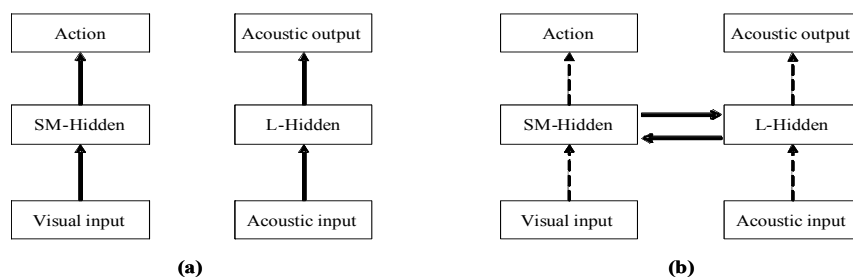 Action
Acoustic output
SM-Hidden
L-Hidden
Visual input
Acoustic input
(a)
Action
Acoustic output
SM-Hidden
L-Hidden
Visual input
Acoustic input
(b)